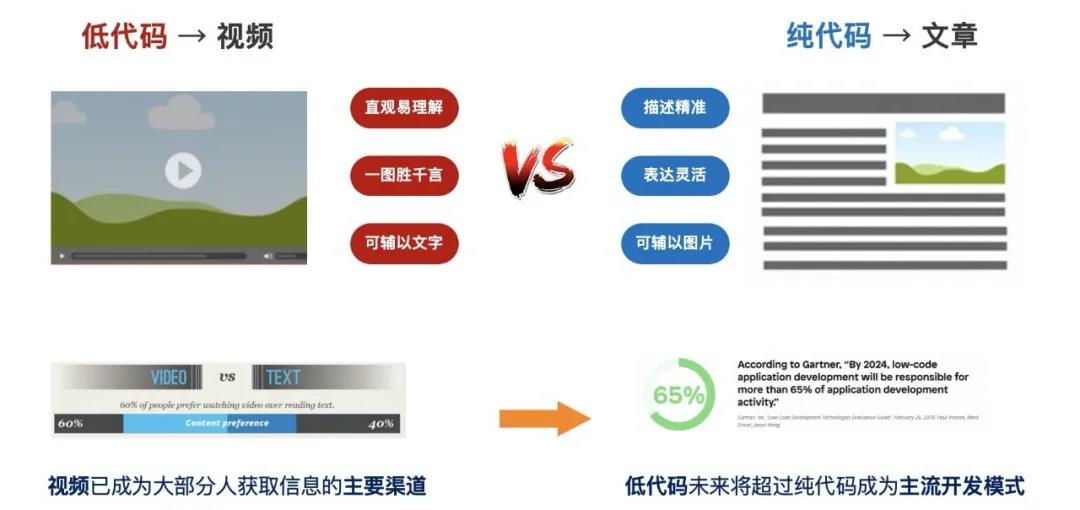 低代码 → 视频
纯代码 → 文章
直观易理解
一图胜千言
可辅以文字
VS
描述精准
表达灵活
可辅以图片
VIDEO vs TEXT
60% of people prefer watching video over reading text.
60% Content preference 40%
65%
According to Gartner, “By 2024, low-code
application development will be responsible for
more than 65% of application development
activity.”
Gartner, Inc. "Low Code Development Technologies Evaluation Guide", February 26, 2019, Paul Vincent, Mark
Driver, Jason Wong
视频已成为大部分人获取信息的主要渠道
低代码未来将超过纯代码成为主流开发模式